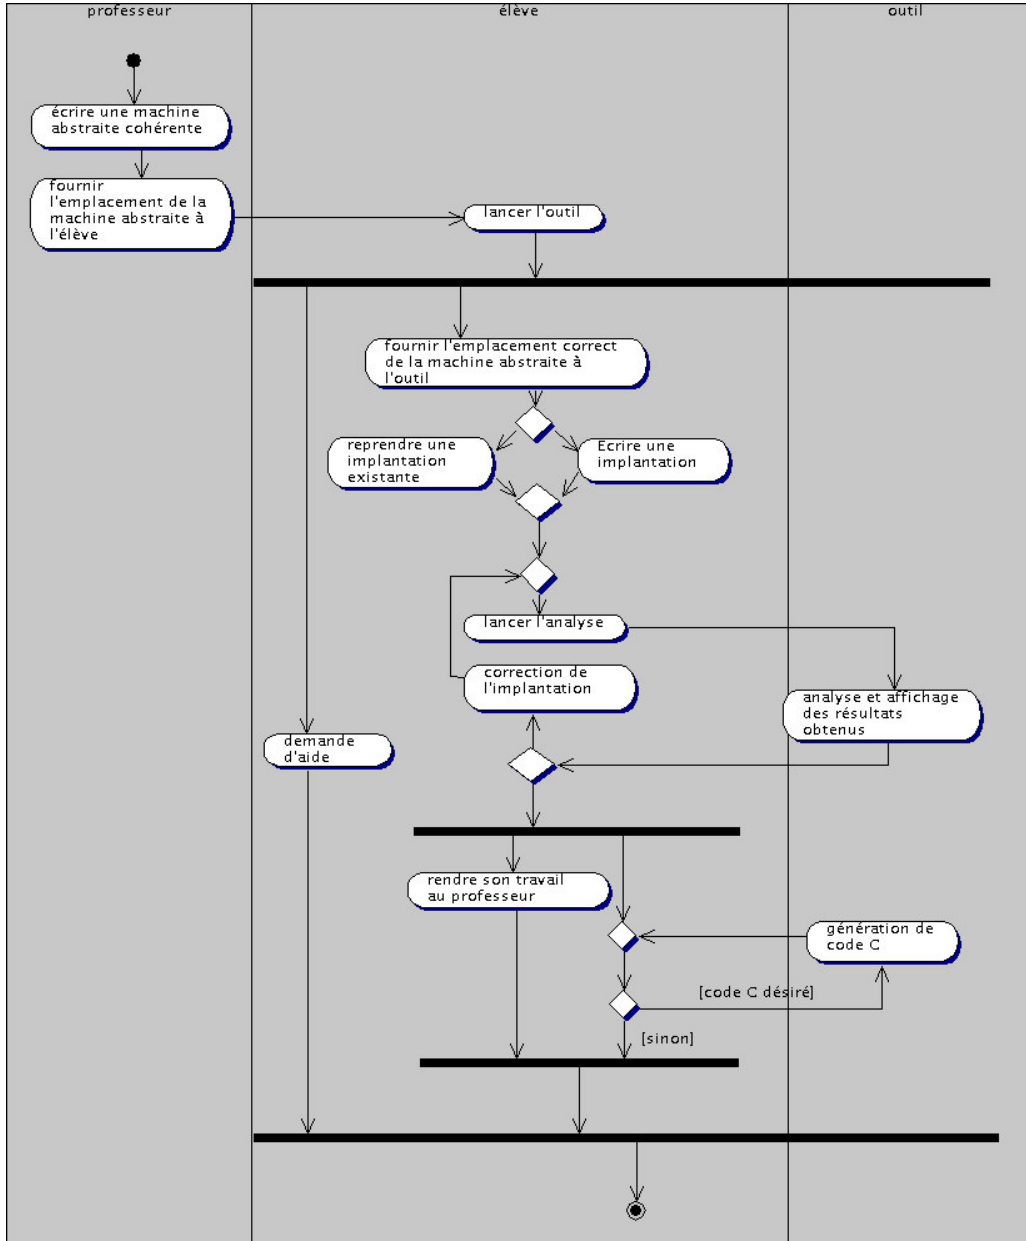 professeur
élève
outil
écrire une machine
abstraite cohérente
fournir
l'emplacement de la
machine abstraite à
l'élève
lancer l'outil
fournir l'emplacement correct
de la machine abstraite à
l'outil
reprendre une
implantation
existante
Ecrire une
implantation
lancer l'analyse
correction de
l'implantation
analyse et affichage
des résultats
obtenus
demande
d'aide
rendre son travail
au professeur
génération de
code C
[code C désiré]
[sinon]